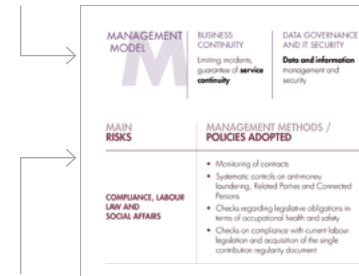 MANAGEMENT
MODEL
M
BUSINESS
CONTINUITY
Limiting incidents,
guarantee of service
continuity
DATA GOVERNANCE
AND IT SECURITY
Data and information
management and
security
MAIN
RISKS
MANAGEMENT METHODS /
POLICIES ADOPTED
COMPLIANCE, LABOUR
LAW AND
SOCIAL AFFAIRS
• Monitoring of contracts
• Systematic controls on anti-money
laundering, Related Parties and Connected
Persons
• Checks regarding legislative obligations in
terms of occupational health and safety
• Checks on compliance with current labour
legislation and acquisition of the single
contribution regularity document